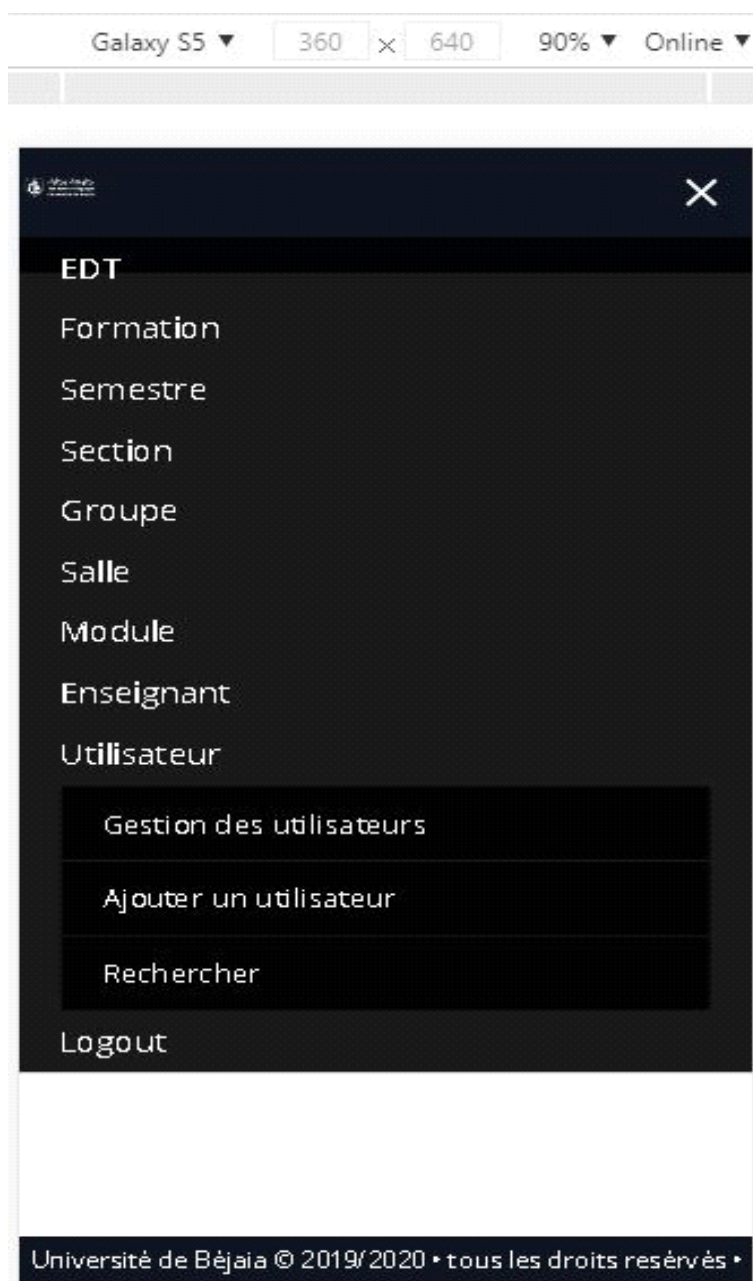 Galaxy S5 ▼ 360 × 640 90% ▼ Online ▼
EDT
Formation
Semestre
Section
Groupe
Salle
Module
Enseignant
Utilisateur
Gestion des utilisateurs
Ajouter un utilisateur
Rechercher
Logout
Université de Béjaia © 2019/2020 • tous les droits resérvés •